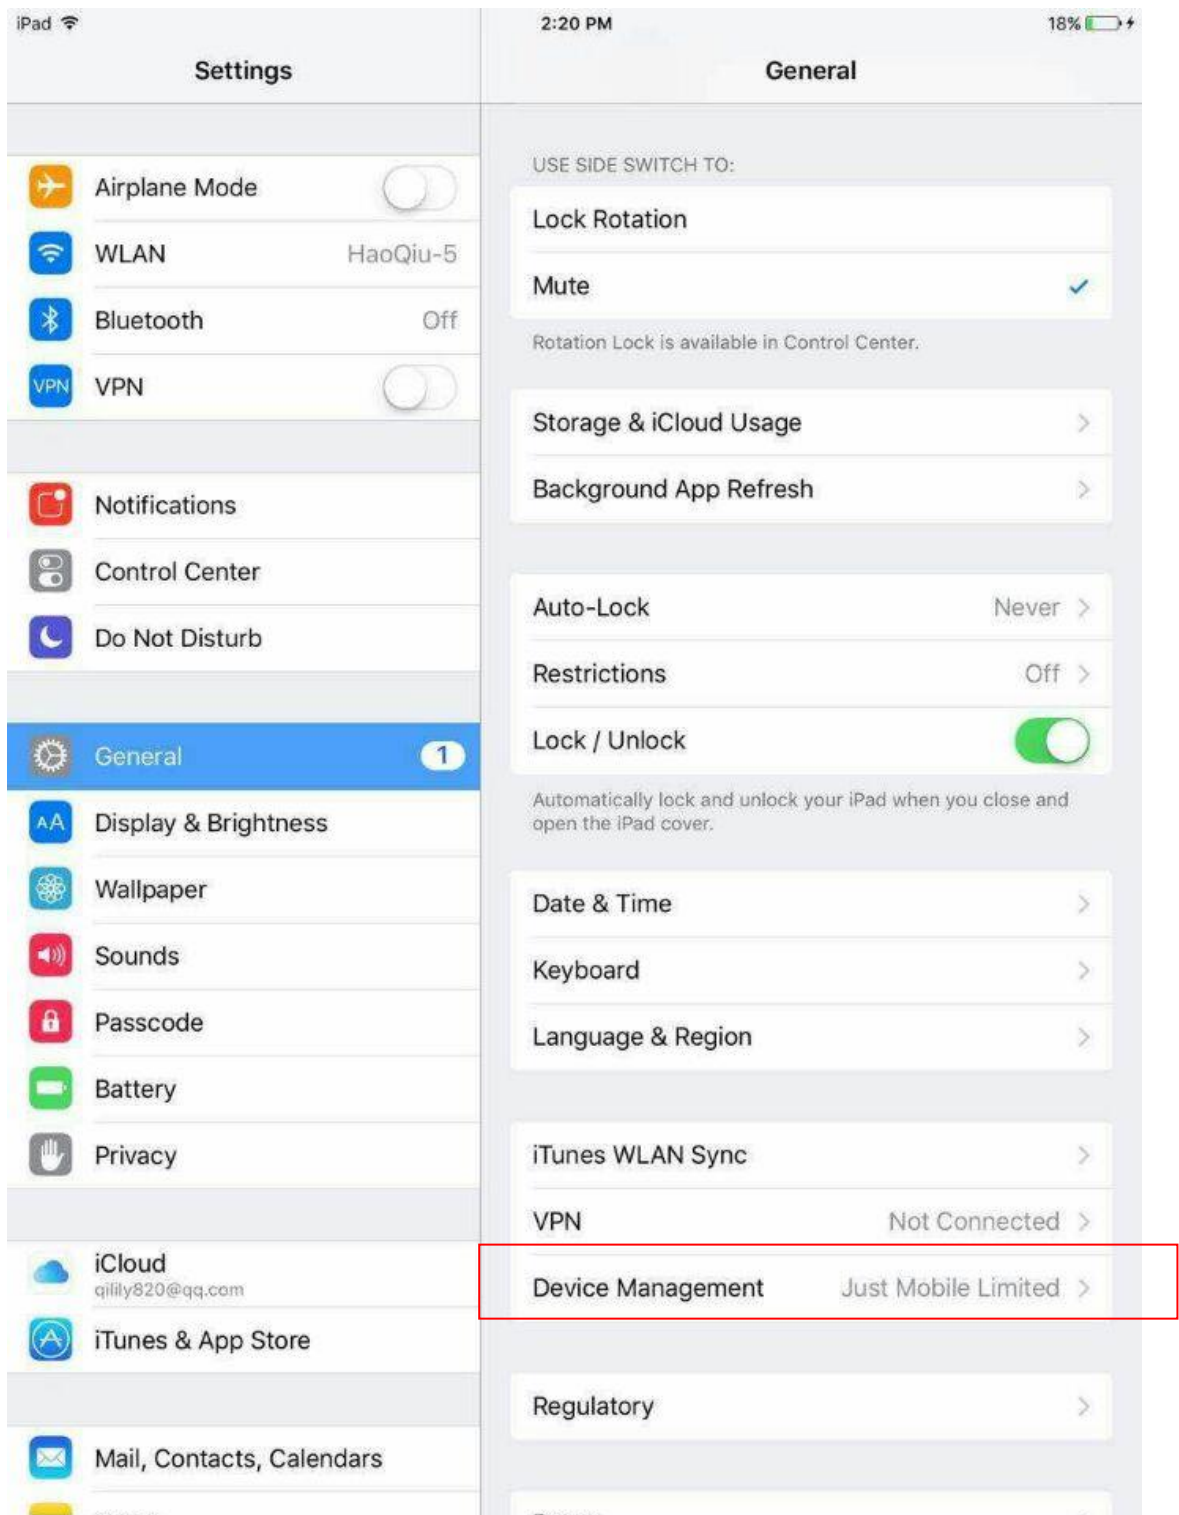 iPad
2:20 PM
18%
Settings
General
Airplane Mode
WLAN HaoQiu-5
Bluetooth Off
VPN VPN
Notifications
Control Center
Do Not Disturb
General 1
AA Display & Brightness
Wallpaper
Sounds
Passcode
Battery
Privacy
iCloud
qilily820@qq.com
iTunes & App Store
Mail, Contacts, Calendars
USE SIDE SWITCH TO:
Lock Rotation
Mute
Rotation Lock is available in Control Center.
Storage & iCloud Usage
Background App Refresh
Auto-Lock Never
Restrictions Off
Lock / Unlock
Automatically lock and unlock your iPad when you close and
open the iPad cover.
Date & Time
Keyboard
Language & Region
iTunes WLAN Sync
VPN Not Connected
Device Management Just Mobile Limited
Regulatory